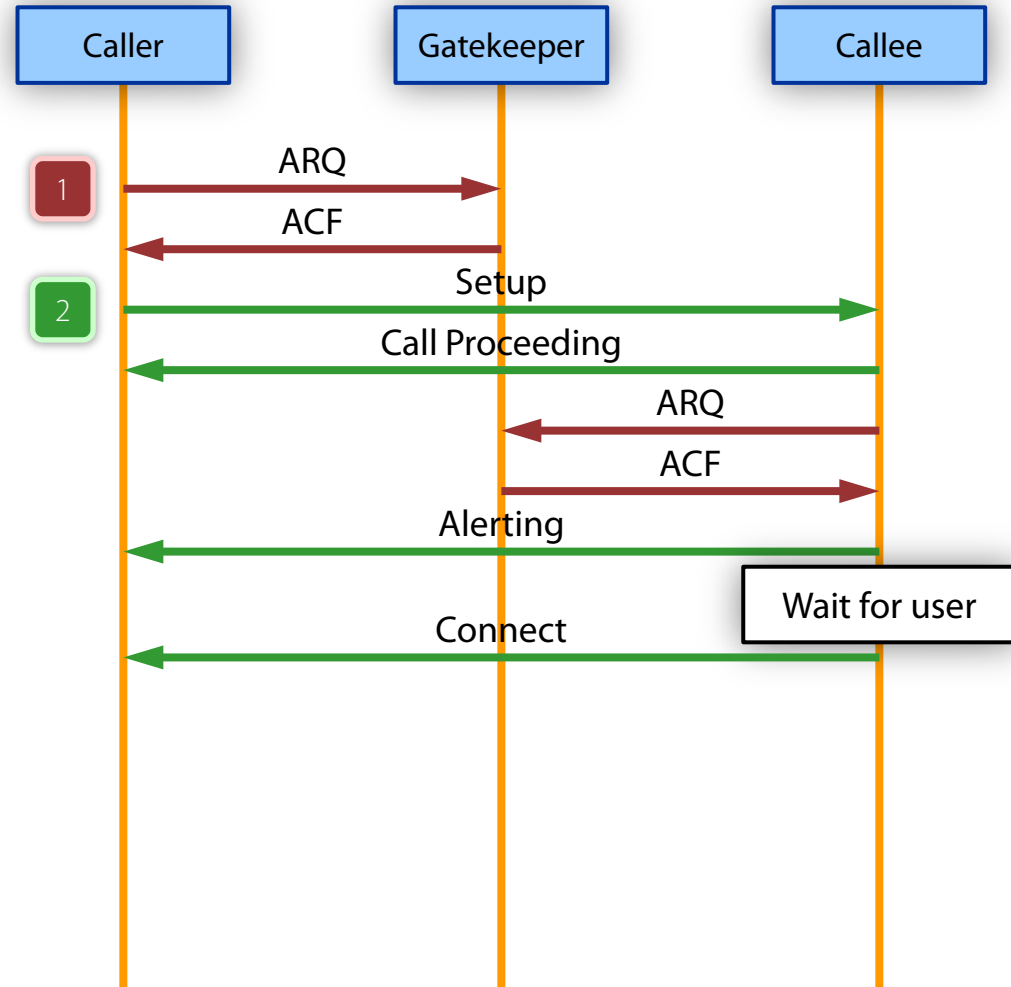 Caller
Gatekeeper
Callee
ARQ
1
ACF
Setup
2
Call Proceeding
ARQ
ACF
Alerting
Wait for user
Connect